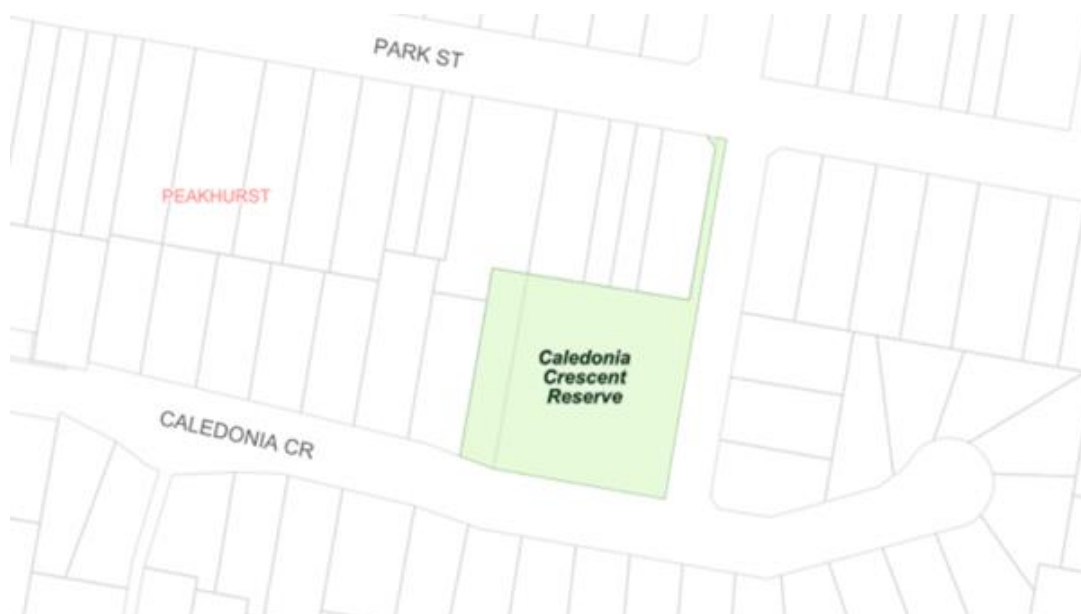 PARK ST
PEAKHURST
Caledonia
Crescent
Reserve
CALEDONIA CR